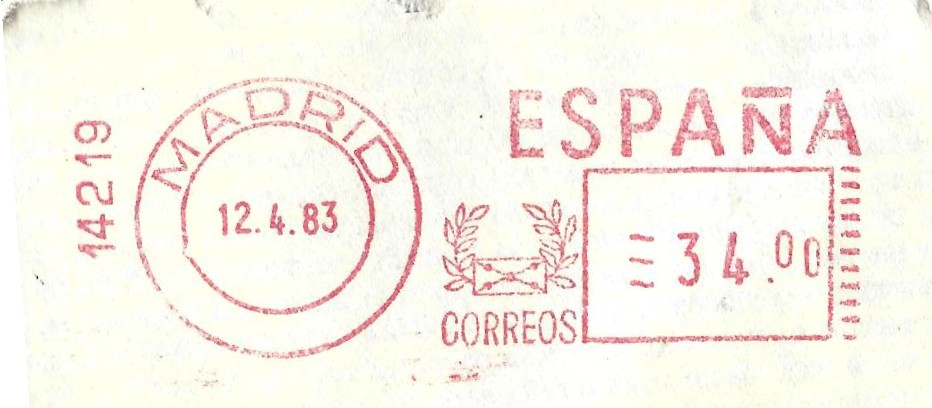 14219
MADRID
12.4.83
ESPAÑA
34.00
CORREOS